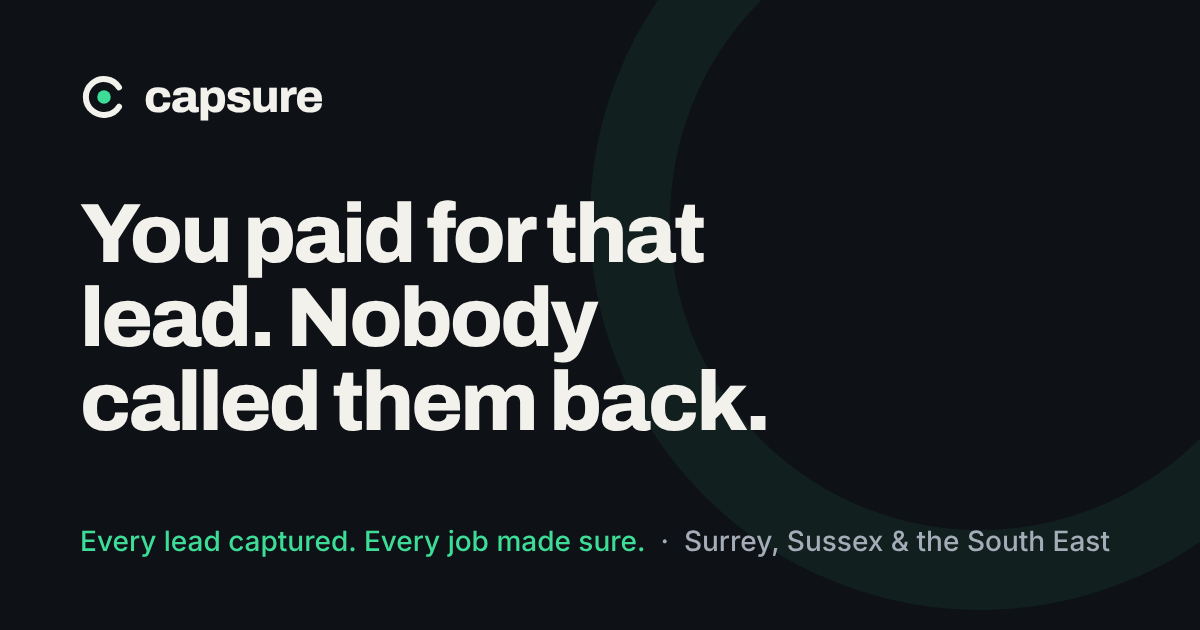 capsure
You paid for that
lead. Nobody
called them back.
Every lead captured. Every job made sure. · Surrey, Sussex & the South East